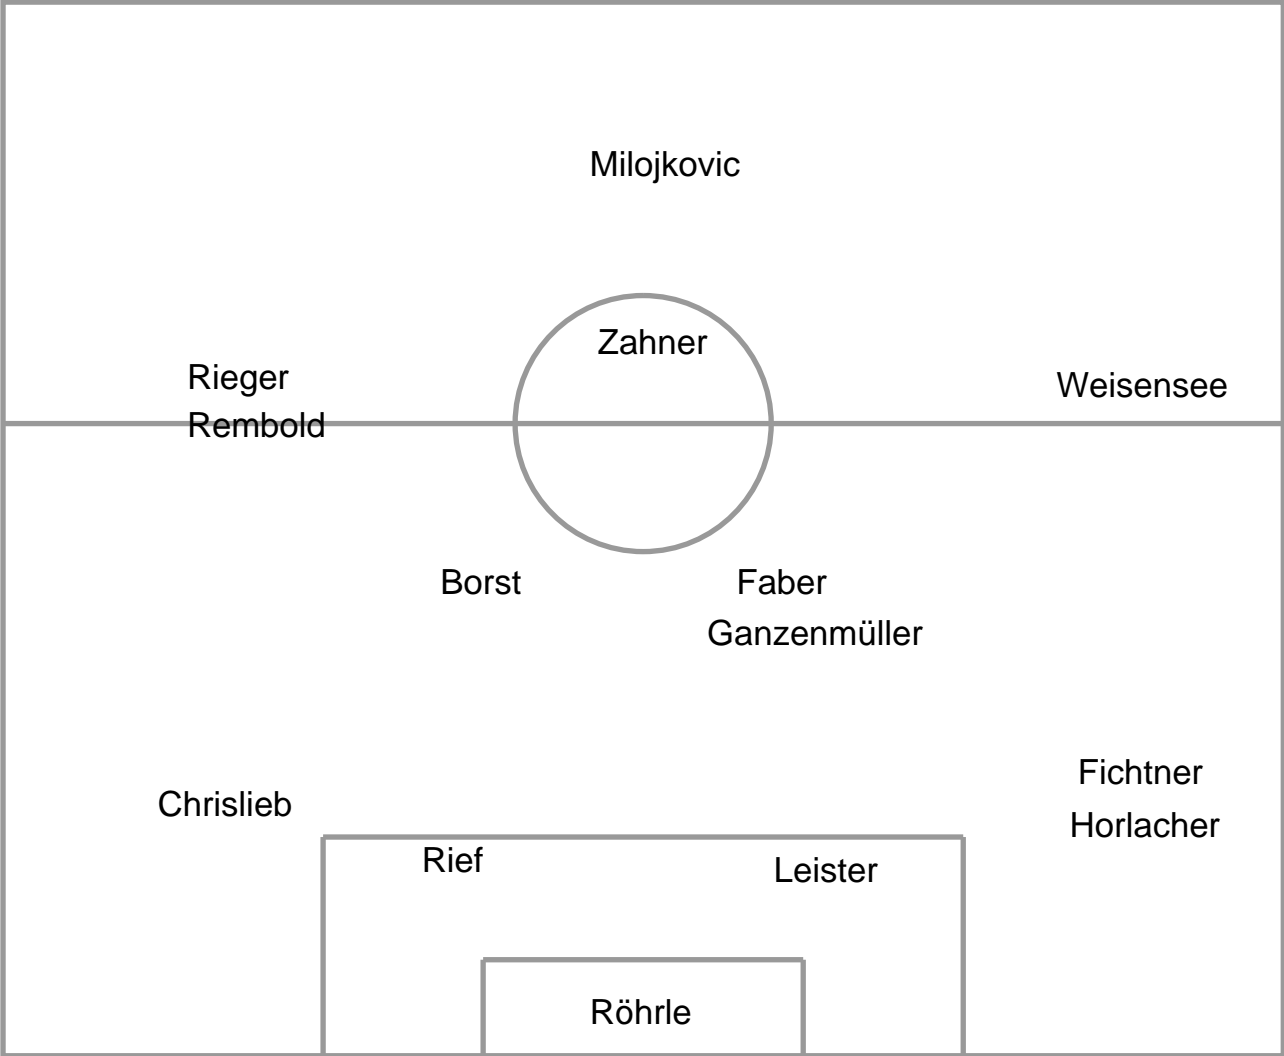 Milojkovic
Zahner
Rieger
Weisensee
Rembold
Borst
Faber
Ganzenmüller
Fichtner
Chrislieb
Horlacher
Rief
Leister
Röhrle